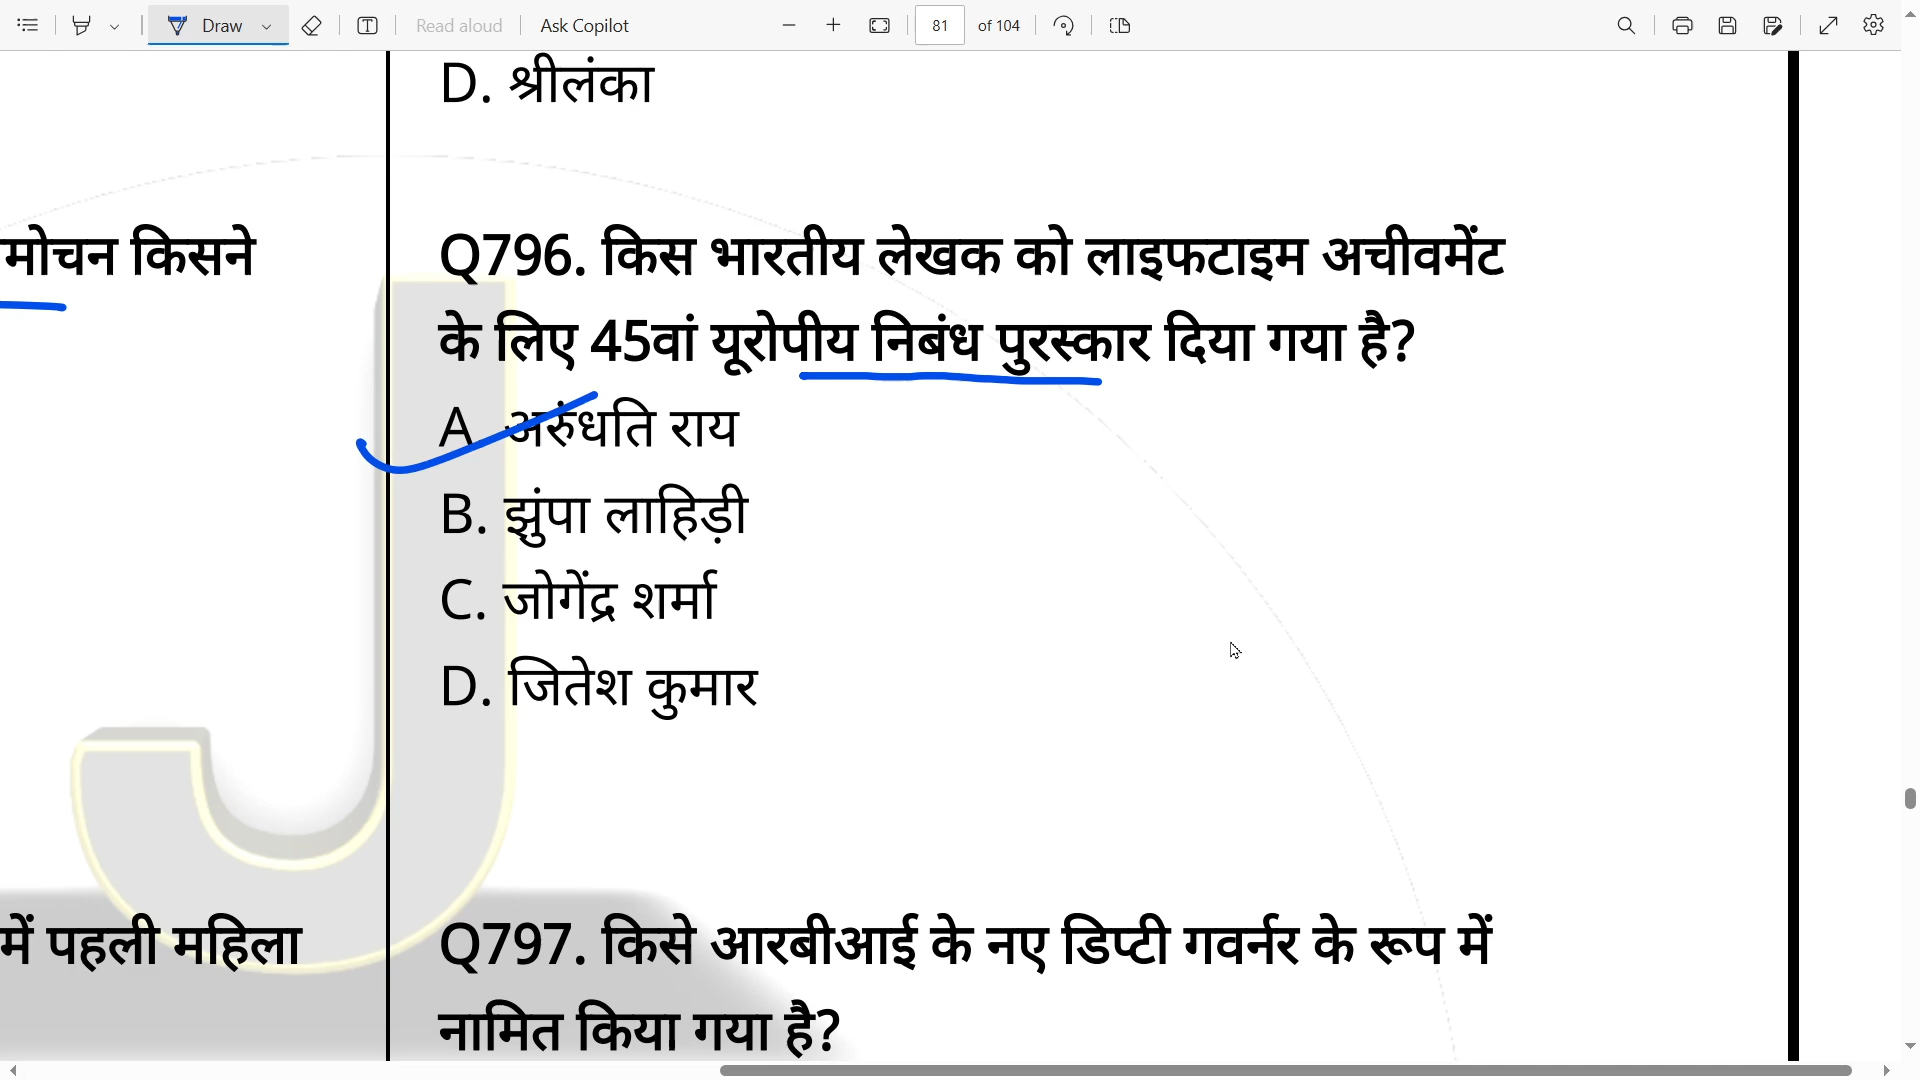 Draw
Read aloud
Ask Copilot
81
of 104
D. श्रीलंका
मोचन किसने
Q796. किस भारतीय लेखक को लाइफटाइम अचीवमेंट
के लिए 45वां यूरोपीय निबंध पुरस्कार दिया गया है?
A. अरुंधति राय
B. झुंपा लाहिड़ी
C. जोगेंद्र शर्मा
D. जितेश कुमार
में पहली महिला
Q797. किसे आरबीआई के नए डिप्टी गवर्नर के रूप में
नामित किया गया है?